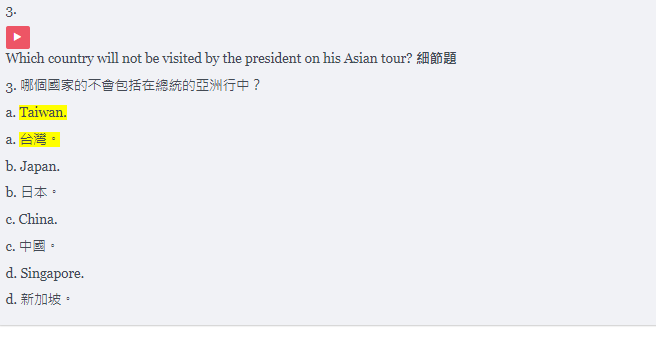 3.
Which country will not be visited by the president on his Asian tour? 細節題
3. 哪個國家的不會包括在總統的亞洲行中？
a. Taiwan.
a. 台灣。
b. Japan.
b. 日本。
c. China.
c. 中國。
d. Singapore.
d. 新加坡。